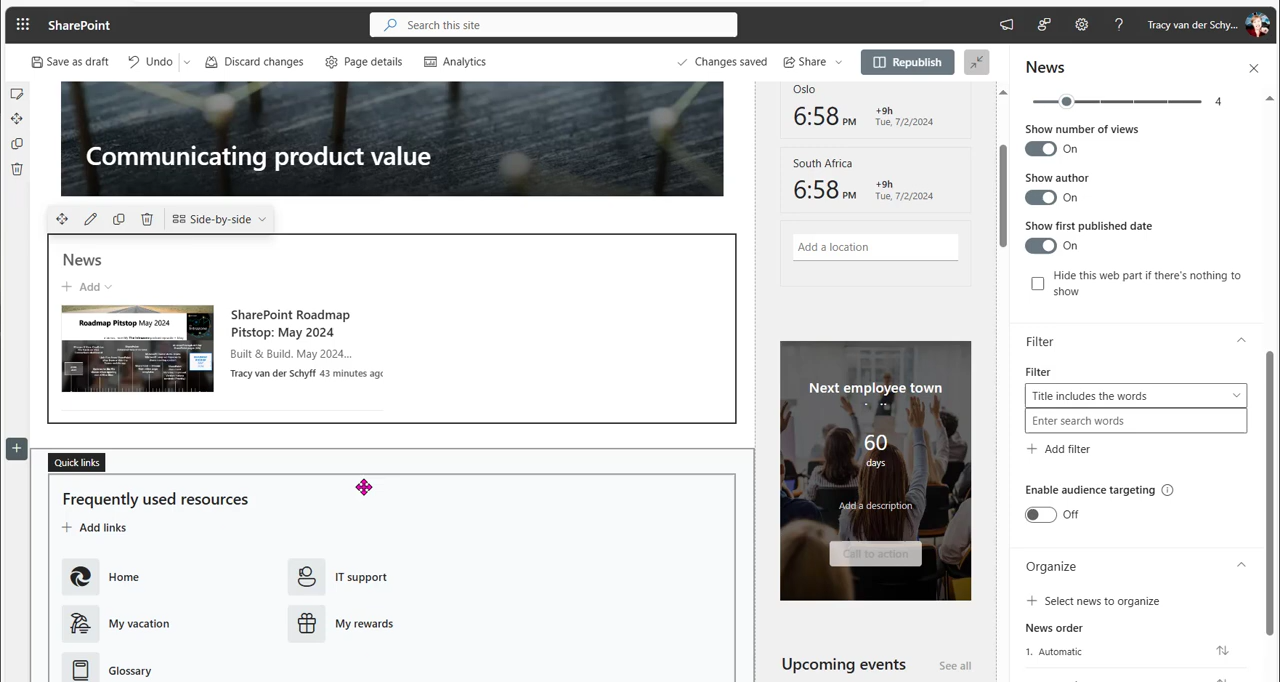 SharePoint
Search this site
Tracy van der Schy...
Save as draft
Undo
Discard changes
Page details
Analytics
Changes saved
Share
Republish
Communicating product value
Side-by-side
News
Add
Roadmap Pitstop May 2024
SharePoint Roadmap
Pitstop: May 2024
Built & Build. May 2024...
Tracy van der Schyff 43 minutes ago
Quick links
Frequently used resources
Add links
Home
IT support
My vacation
My rewards
Glossary
Oslo
6:58 PM
+9h
Tue, 7/2/2024
South Africa
6:58 PM
+9h
Tue, 7/2/2024
Add a location
Next employee town
60
days
Add a description
Call to action
Upcoming events
See all
News
4
Show number of views
On
Show author
On
Show first published date
On
Hide this web part if there's nothing to
show
Filter
Filter
Title includes the words
Enter search words
Add filter
Enable audience targeting
Off
Organize
Select news to organize
News order
1. Automatic